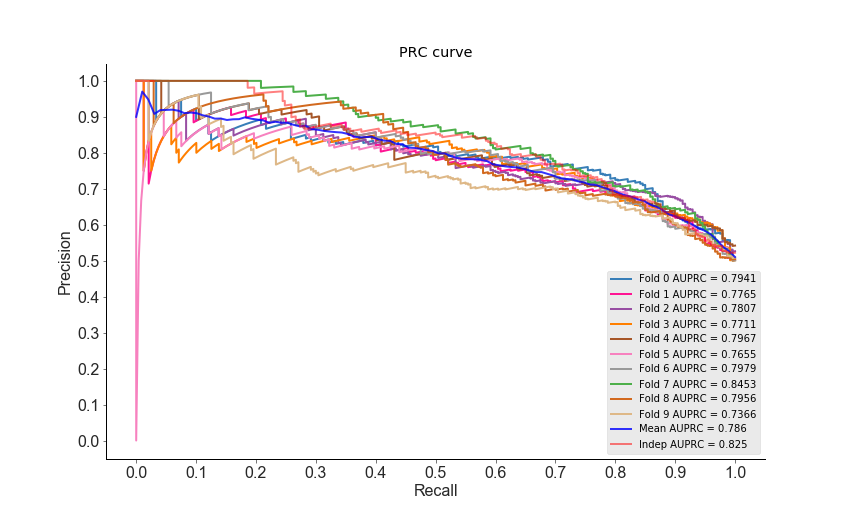 PRC curve
1.0
0.9
0.8
0.7
0.6
0.5
0.4
0.3
0.2
0.1
0.0
Precision
0.0 0.1 0.2 0.3 0.4 0.5 0.6 0.7 0.8 0.9 1.0
Recall
Fold 0 AUPRC = 0.7941
Fold 1 AUPRC = 0.7765
Fold 2 AUPRC = 0.7807
Fold 3 AUPRC = 0.7711
Fold 4 AUPRC = 0.7967
Fold 5 AUPRC = 0.7655
Fold 6 AUPRC = 0.7979
Fold 7 AUPRC = 0.8453
Fold 8 AUPRC = 0.7956
Fold 9 AUPRC = 0.7366
Mean AUPRC = 0.786
Indep AUPRC = 0.825